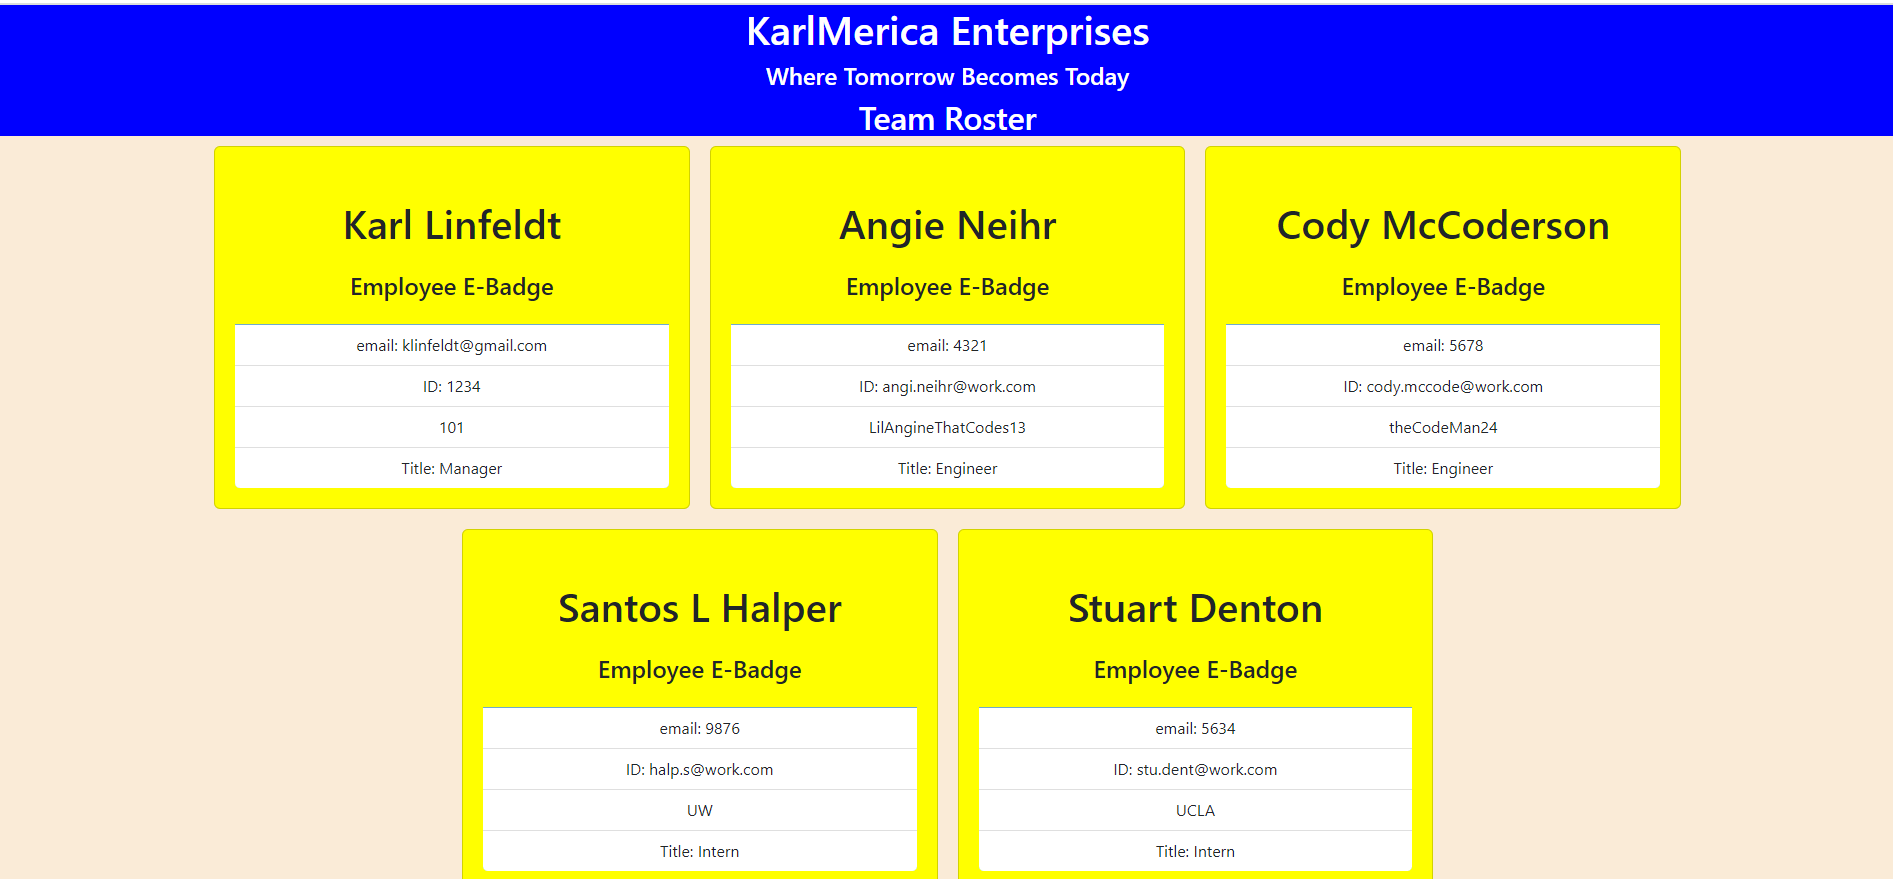 KarlMerica Enterprises
Where Tomorrow Becomes Today
Team Roster
Karl Linfeldt
Employee E-Badge
email: klinfeldt@gmail.com
ID: 1234
101
Title: Manager
Angie Neihr
Employee E-Badge
email: 4321
ID: angi.neihr@work.com
LilAngineThatCodes13
Title: Engineer
Cody McCoderson
Employee E-Badge
email: 5678
ID: cody.mccode@work.com
theCodeMan24
Title: Engineer
Santos L Halper
Employee E-Badge
email: 9876
ID: halp.s@work.com
UW
Title: Intern
Stuart Denton
Employee E-Badge
email: 5634
ID: stu.dent@work.com
UCLA
Title: Intern